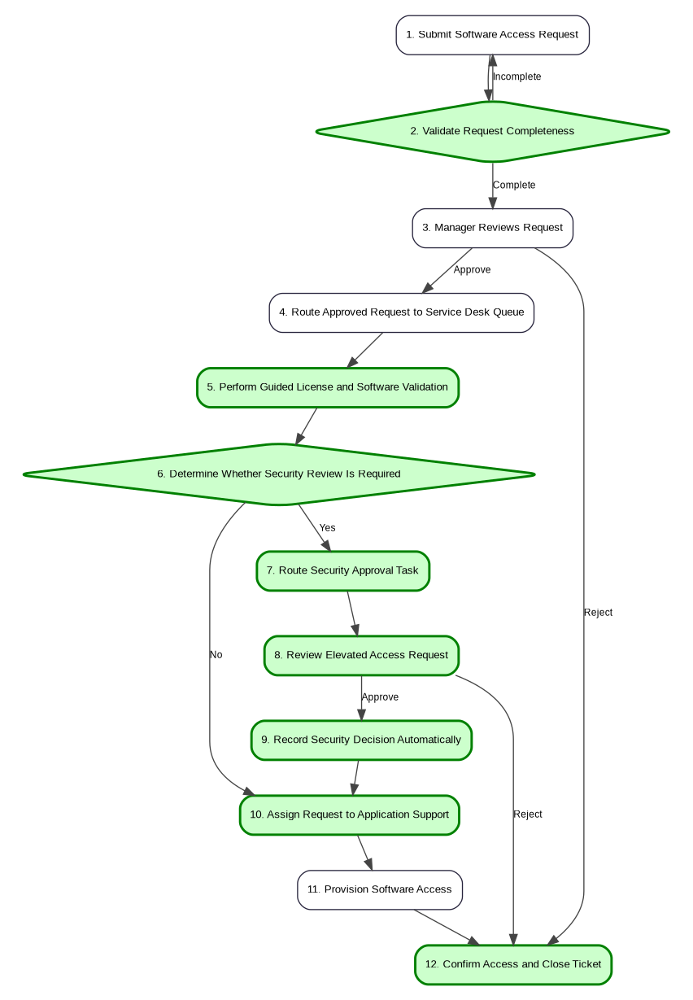 1. Submit Software Access Request
Incomplete
2. Validate Request Completeness
Complete
3. Manager Reviews Request
Approve
4. Route Approved Request to Service Desk Queue
5. Perform Guided License and Software Validation
6. Determine Whether Security Review Is Required
Yes
7. Route Security Approval Task
Reject
No
8. Review Elevated Access Request
Approve
9. Record Security Decision Automatically
10. Assign Request to Application Support
Reject
11. Provision Software Access
12. Confirm Access and Close Ticket